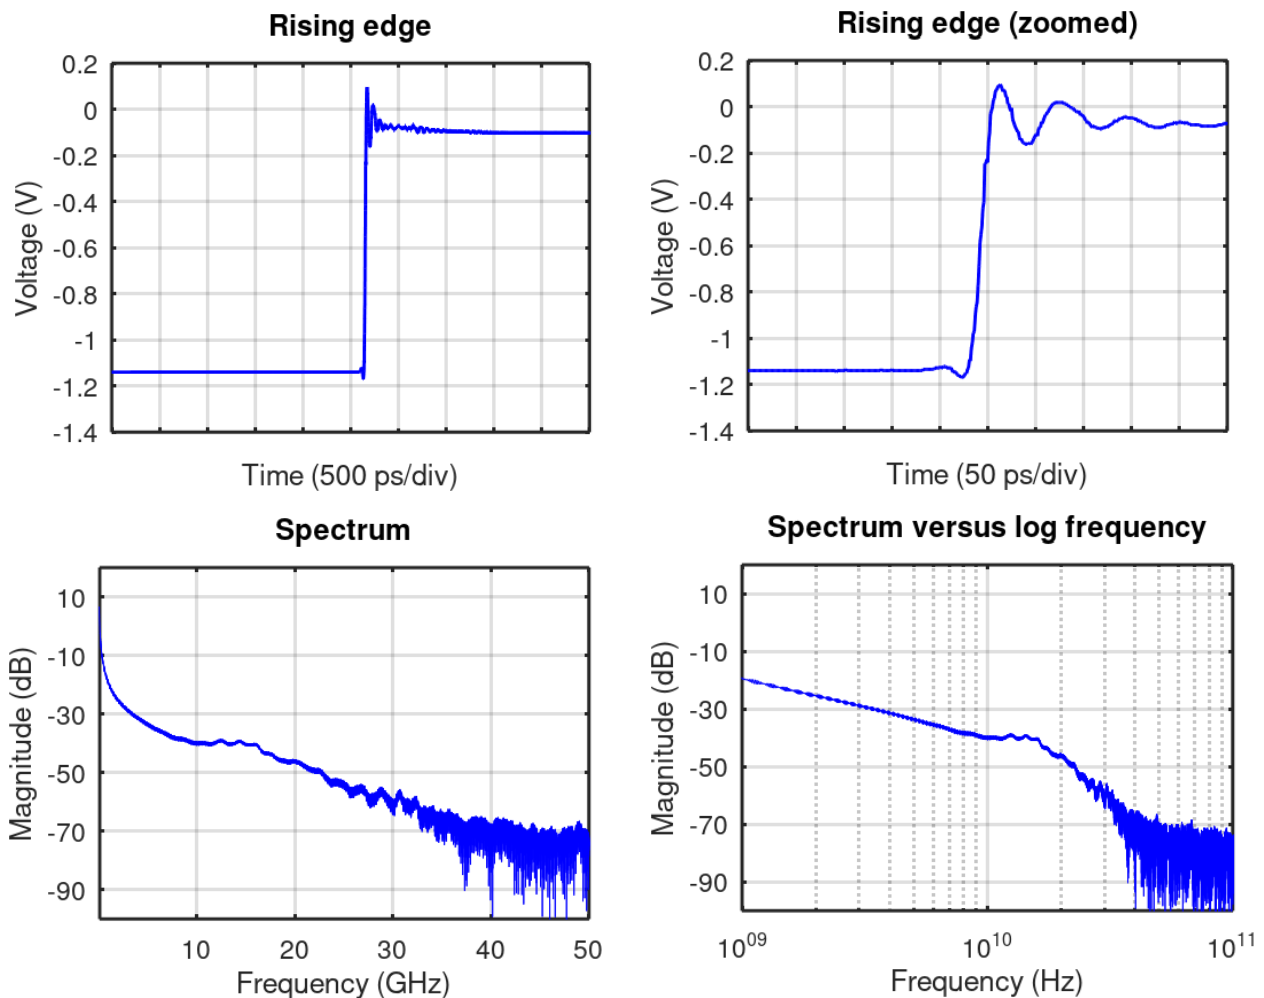 Rising edge
0.2
0
-0.2
-0.4
-0.6
-0.8
-1
-1.2
-1.4
Voltage (V)
Time (500 ps/div)
Rising edge (zoomed)
0.2
0
-0.2
-0.4
-0.6
-0.8
-1
-1.2
-1.4
Voltage (V)
Time (50 ps/div)
Spectrum
10
-10
-30
-50
-70
-90
Magnitude (dB)
10 20 30 40 50
Frequency (GHz)
Spectrum versus log frequency
10
-10
-30
-50
-70
-90
Magnitude (dB)
10^09 10^10 10^11
Frequency (Hz)